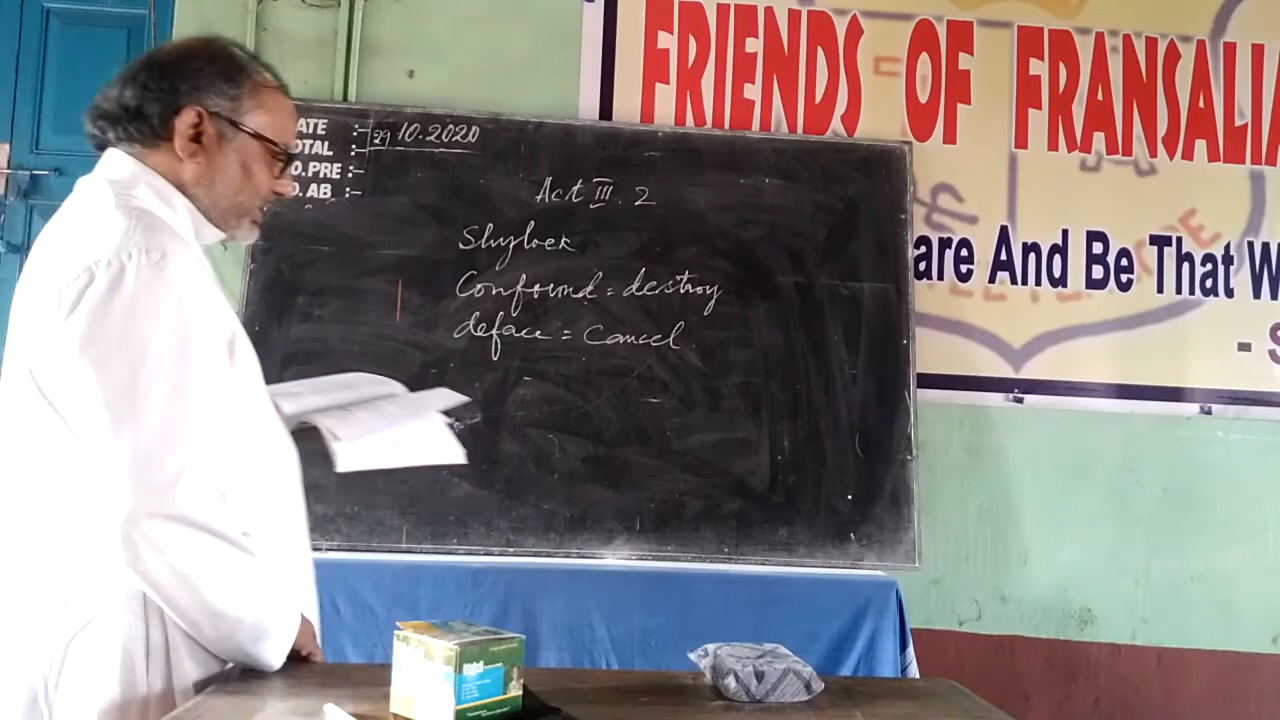 FRIENDS OF FRANSALIA
ATE :- 29 10.2020
OTAL :-
O.PRE :-
O.AB :-
Act III. 2
Shylock
Confound = destroy
deface = Cancel
are And Be That W
- S